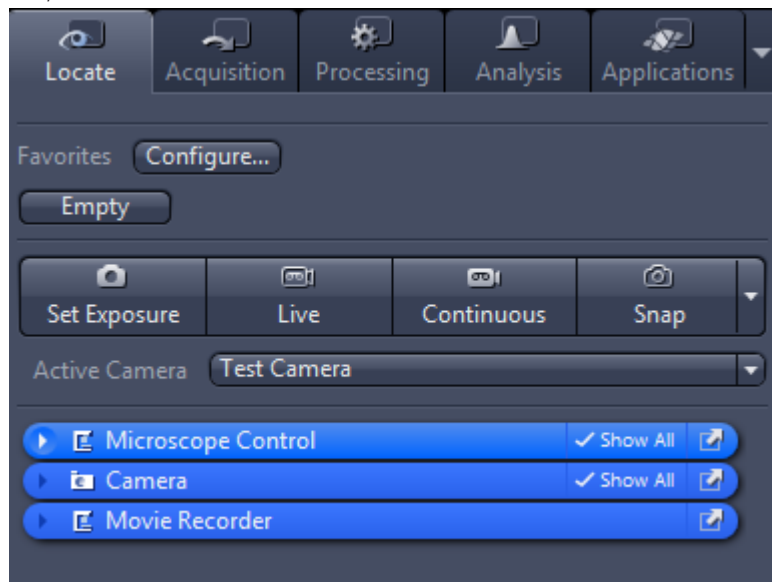 Locate Acquisition Processing Analysis Applications
Favorites Configure...
Empty
Set Exposure Live Continuous Snap
Active Camera Test Camera
Microscope Control Show All
Camera Show All
Movie Recorder